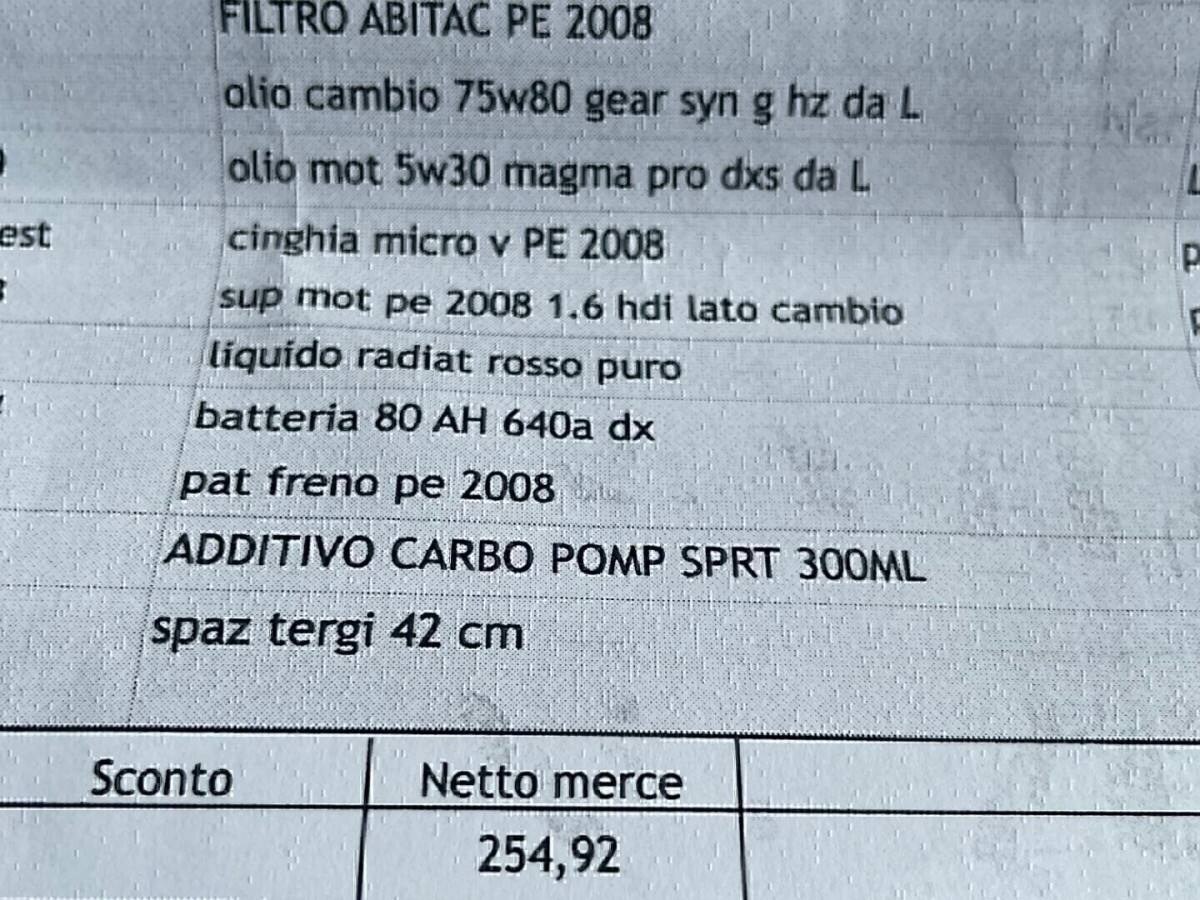 FILTRO ABITAC PE 2008
olio cambio 75w80 gear syn g hz da L
olio mot 5w30 magma pro dxs da L
est
cinghia micro v PE 2008
sup mot pe 2008 1.6 hdi lato cambio
liquido radiat rosso puro
batteria 80 AH 640a dx
pat freno pe 2008
ADDITIVO CARBO POMP SPRT 300ML
spaz tergi 42 cm
Sconto
Netto merce
254,92